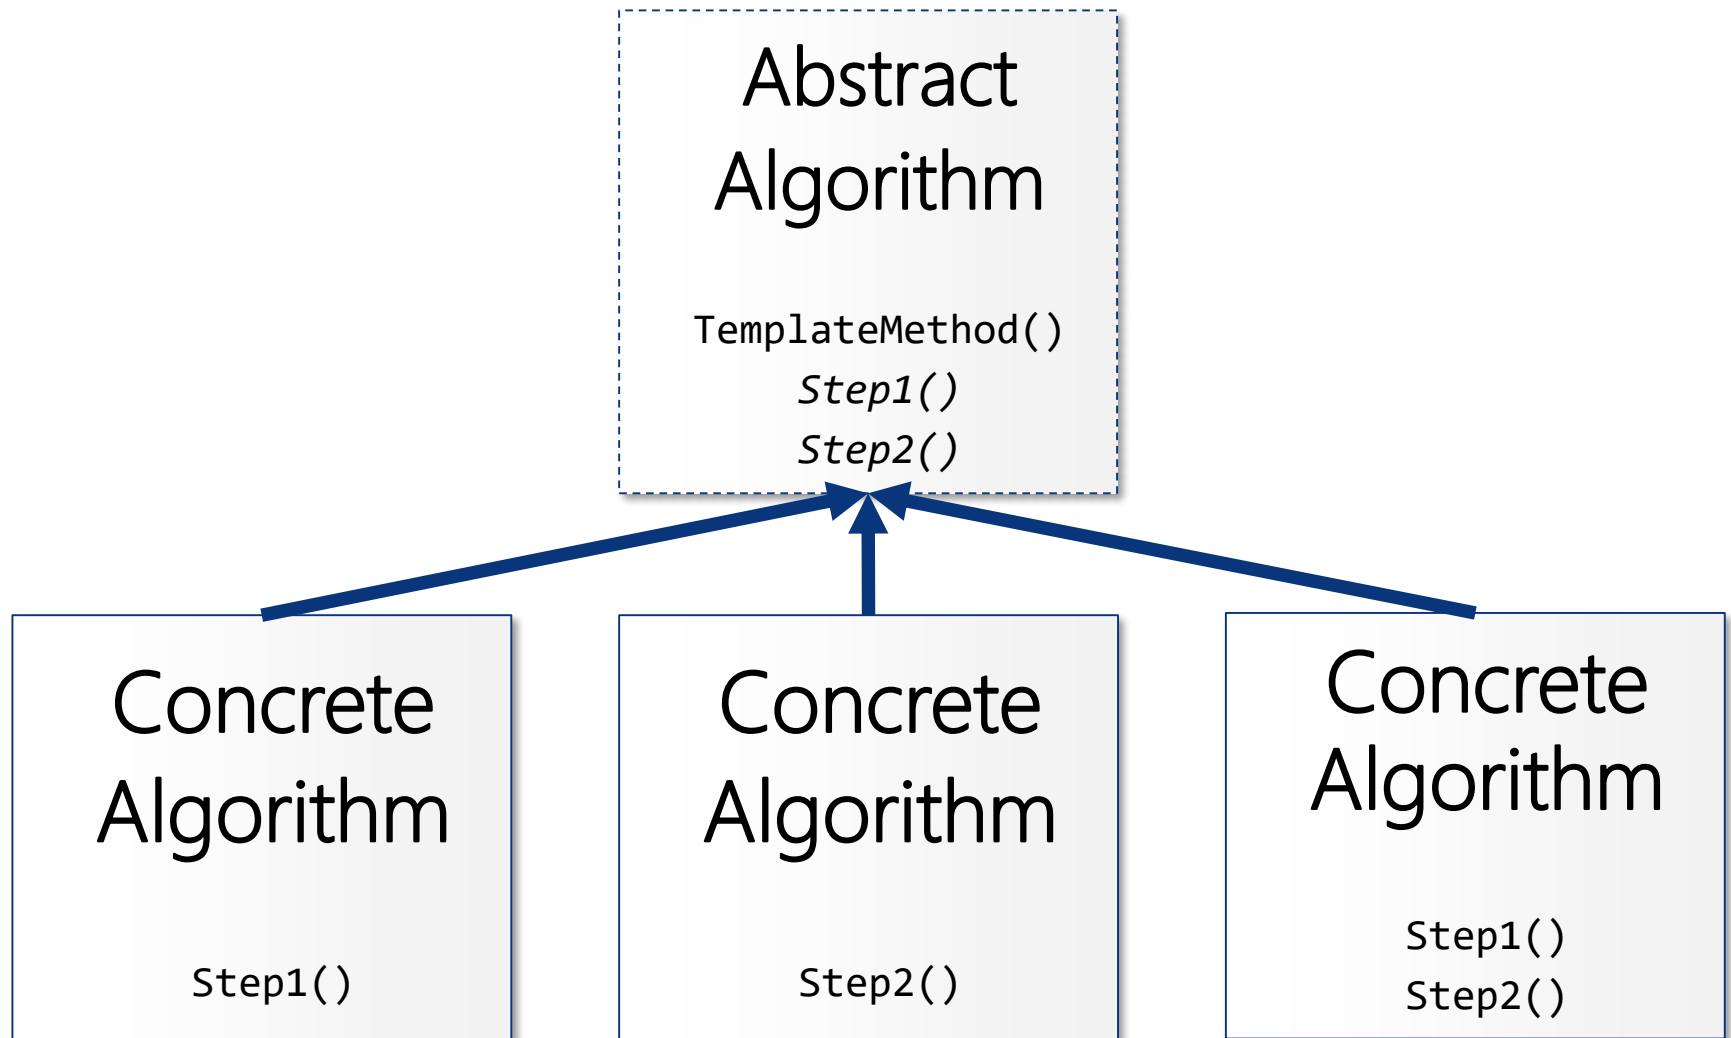 Abstract
Algorithm
TemplateMethod()
Step1()
Step2()
Concrete
Algorithm
Step1()
Concrete
Algorithm
Step2()
Concrete
Algorithm
Step1()
Step2()